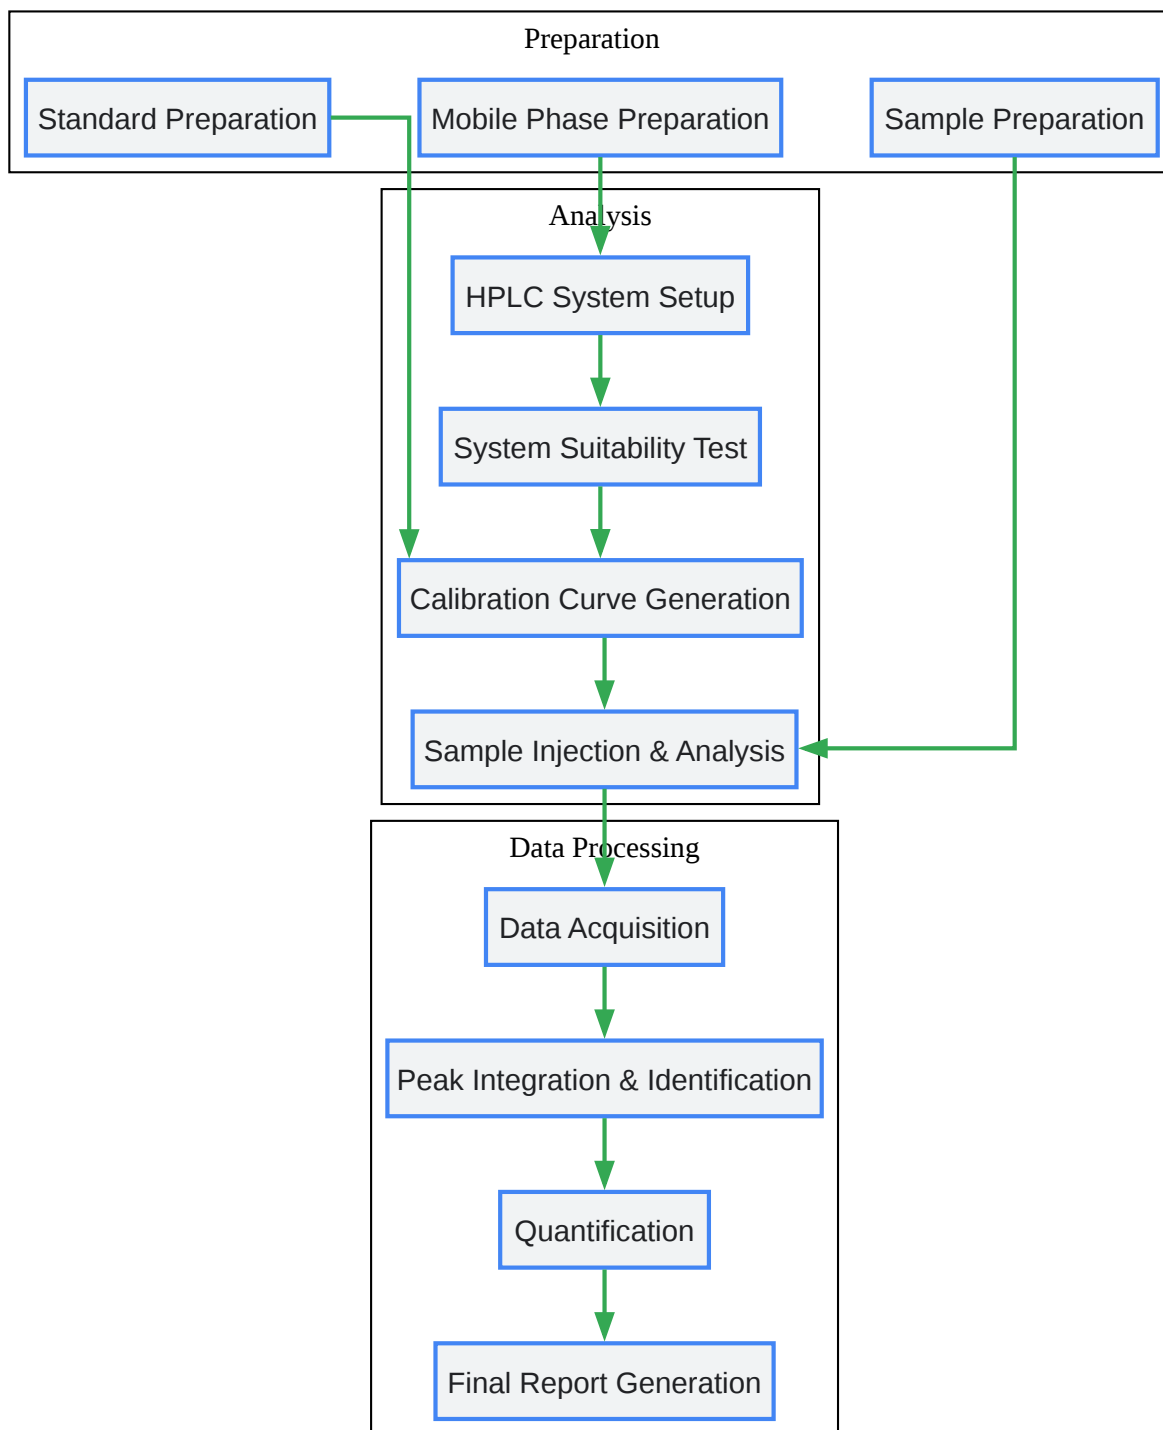 Preparation
Standard Preparation
Mobile Phase Preparation
Sample Preparation
Analysis
HPLC System Setup
System Suitability Test
Calibration Curve Generation
Sample Injection & Analysis
Data Processing
Data Acquisition
Peak Integration & Identification
Quantification
Final Report Generation